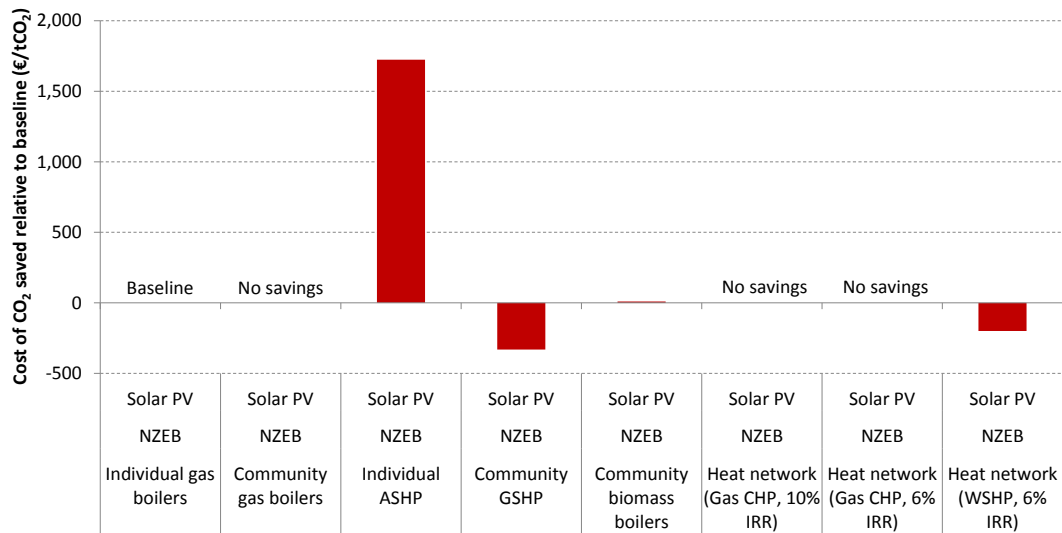 Cost of CO₂ saved relative to baseline (€/tCO₂)
2,000
1,500
1,000
500
0
-500
Baseline
No savings
No savings
No savings
Solar PV
Solar PV
Solar PV
Solar PV
Solar PV
Solar PV
Solar PV
Solar PV
NZEB
NZEB
NZEB
NZEB
NZEB
NZEB
NZEB
NZEB
Individual gas
boilers
Community
gas boilers
Individual
ASHP
Community
GSHP
Community
biomass
boilers
Heat network
(Gas CHP, 10%
IRR)
Heat network
(Gas CHP, 6%
IRR)
Heat network
(WSHP, 6%
IRR)